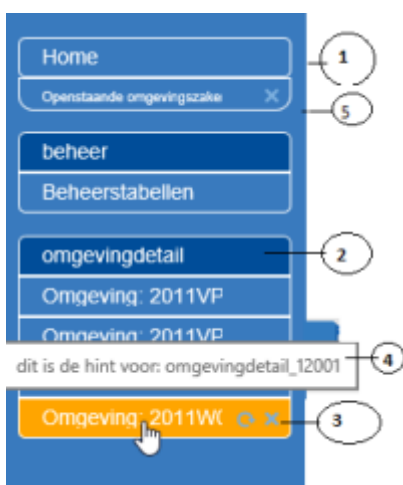 Home
1
Openstaande omgevingszake
5
beheer
Beheerstabellen
omgevingdetail
2
Omgeving: 2011VP
Omgeving: 2011VP
dit is de hint voor: omgevingdetail_12001
4
Omgeving: 2011W
3